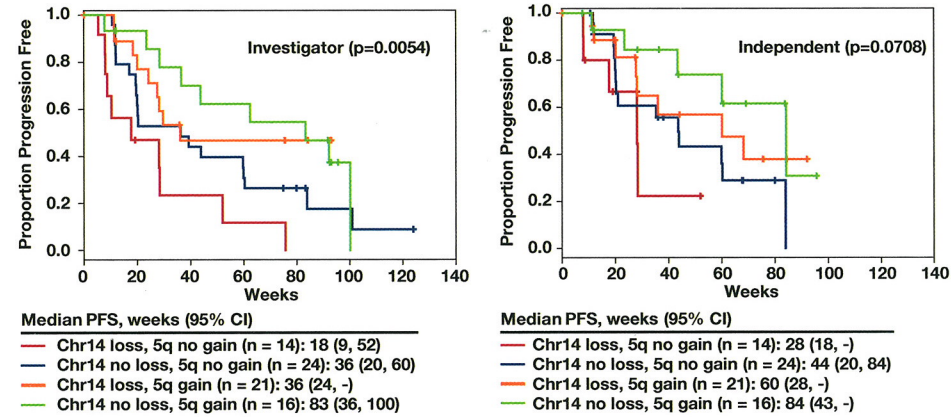 Proportion Progression Free
1.0
0.8
0.6
0.4
0.2
0.0
Investigator (p=0.0054)
0 20 40 60 80 100 120 140
Weeks
Median PFS, weeks (95% CI)
Chr14 loss, 5q no gain (n = 14): 18 (9, 52)
Chr14 no loss, 5q no gain (n = 24): 36 (20, 60)
Chr14 loss, 5q gain (n = 21): 36 (24, -)
Chr14 no loss, 5q gain (n = 16): 83 (36, 100)
Proportion Progression Free
1.0
0.8
0.6
0.4
0.2
0.0
Independent (p=0.0708)
0 20 40 60 80 100 120 140
Weeks
Median PFS, weeks (95% CI)
Chr14 loss, 5q no gain (n = 14): 28 (18, -)
Chr14 no loss, 5q no gain (n = 24): 44 (20, 84)
Chr14 loss, 5q gain (n = 21): 60 (28, -)
Chr14 no loss, 5q gain (n = 16): 84 (43, -)